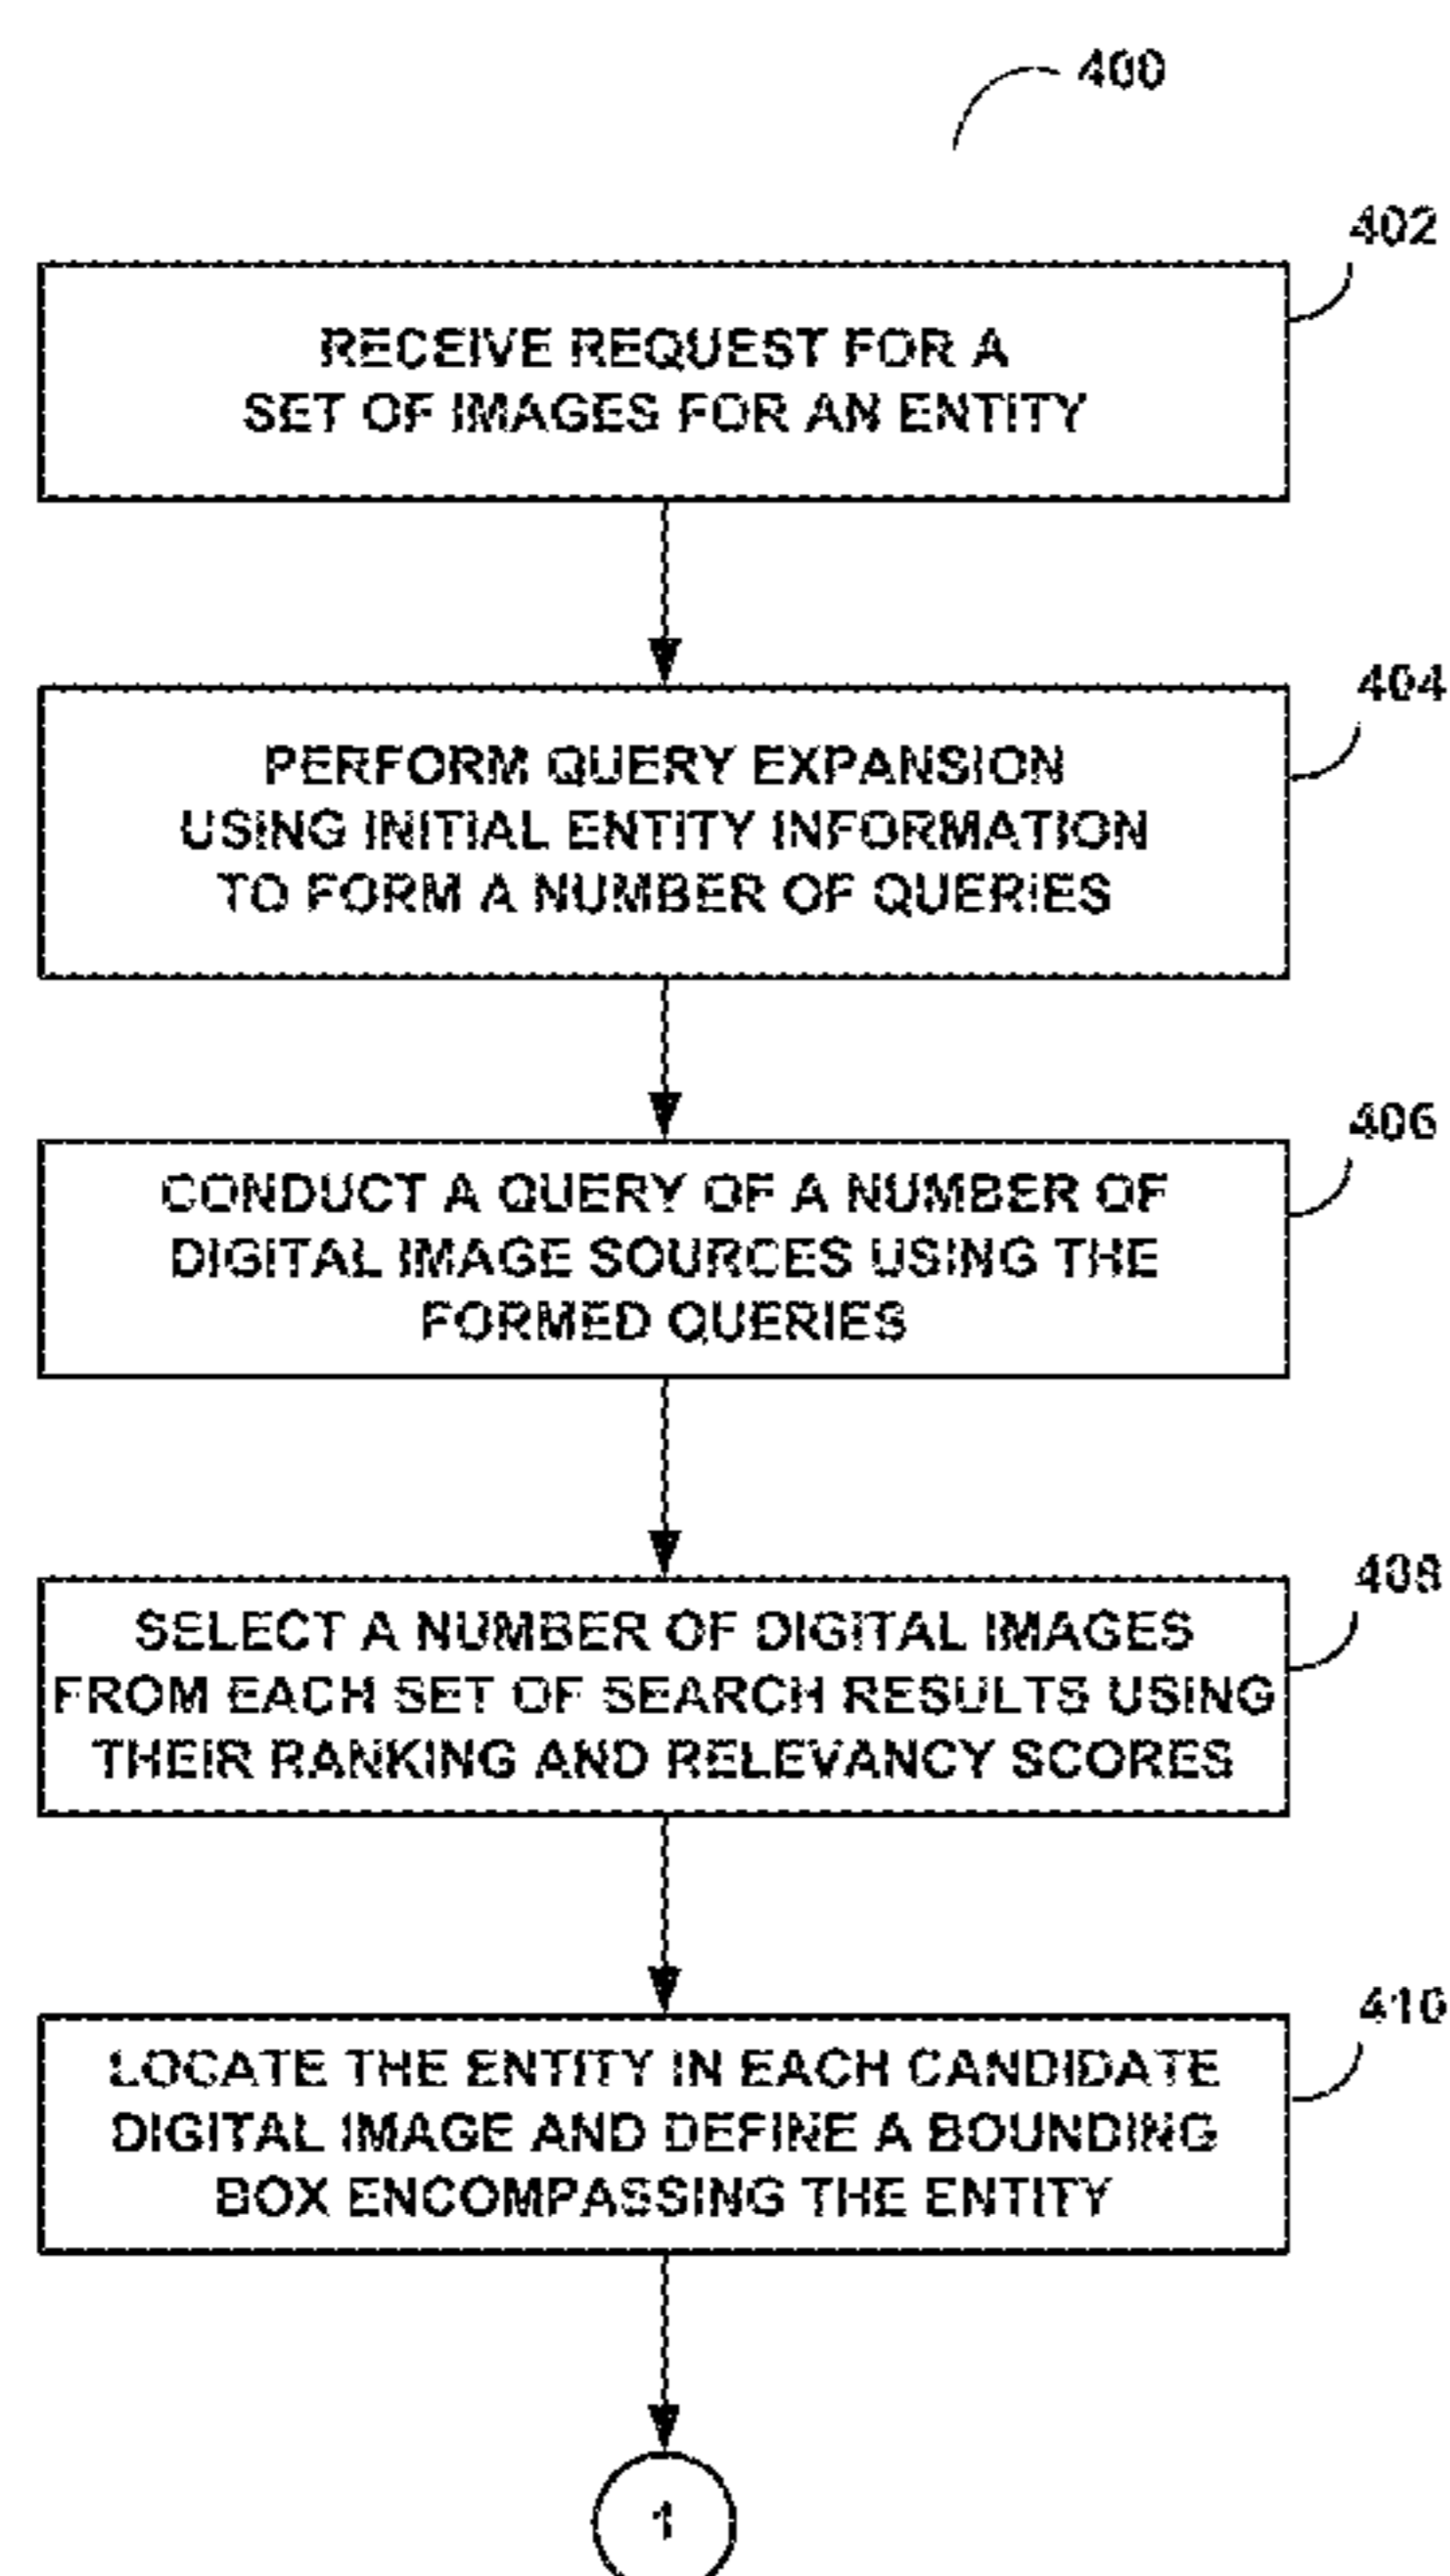 400
402
RECEIVE REQUEST FOR A
SET OF IMAGES FOR AN ENTITY
404
PERFORM QUERY EXPANSION
USING INITIAL ENTITY INFORMATION
TO FORM A NUMBER OF QUERIES
406
CONDUCT A QUERY OF A NUMBER OF
DIGITAL IMAGE SOURCES USING THE
FORMED QUERIES
408
SELECT A NUMBER OF DIGITAL IMAGES
FROM EACH SET OF SEARCH RESULTS USING
THEIR RANKING AND RELEVANCY SCORES
410
LOCATE THE ENTITY IN EACH CANDIDATE
DIGITAL IMAGE AND DEFINE A BOUNDING
BOX ENCOMPASSING THE ENTITY
1